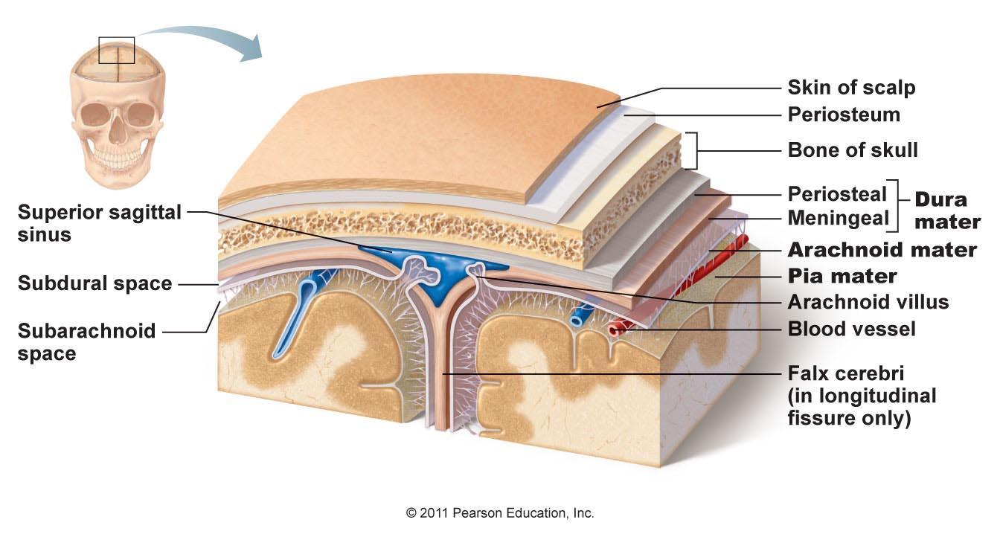 Skin of scalp
Periosteum
Bone of skull
Periosteal
Meningeal
Dura
mater
Arachnoid mater
Pia mater
Arachnoid villus
Blood vessel
Falx cerebri
(in longitudinal
fissure only)
Superior sagittal
sinus
Subdural space
Subarachnoid
space
© 2011 Pearson Education, Inc.